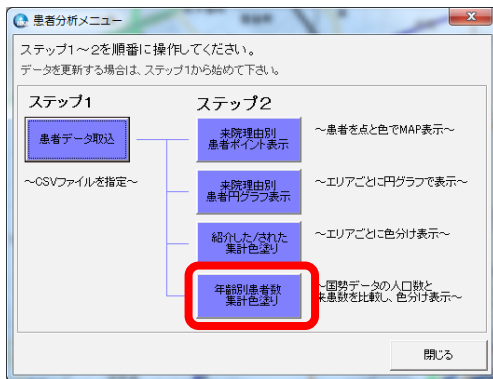 患者分析メニュー
ステップ1～2を順番に操作してください。
データを更新する場合は、ステップ1から始めて下さい。
ステップ1
ステップ2
患者データ取込
～CSVファイルを指定～
来院理由別
患者ポイント表示
～患者を点と色でMAP表示～
来院理由別
患者円グラフ表示
～エリアごとに円グラフで表示～
紹介した/された
集計色塗り
～エリアごとに色分け表示～
年齢別患者数
集計色塗り
～国勢データの人口数と
来患数を比較し、色分け表示～
閉じる